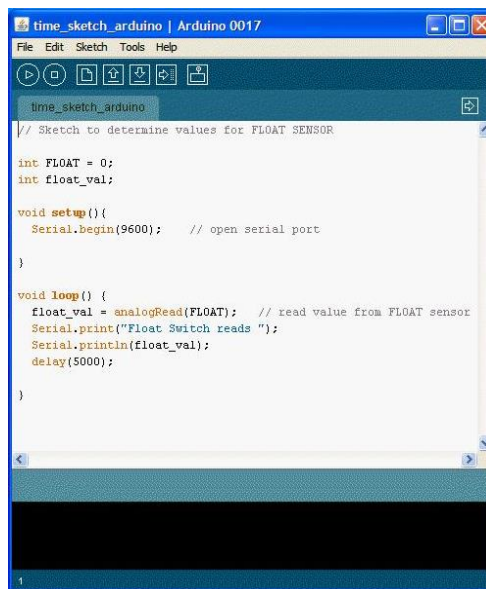 time_sketch_arduino | Arduino 0017
File Edit Sketch Tools Help
time_sketch_arduino
// Sketch to determine values for FLOAT SENSOR
int FLOAT = 0;
int float_val;
void setup(){
Serial.begin(9600); // open serial port
}
void loop() {
float_val = analogRead(FLOAT); // read value from FLOAT sensor
Serial.print("Float Switch reads ");
Serial.println(float_val);
delay(5000);
}
1